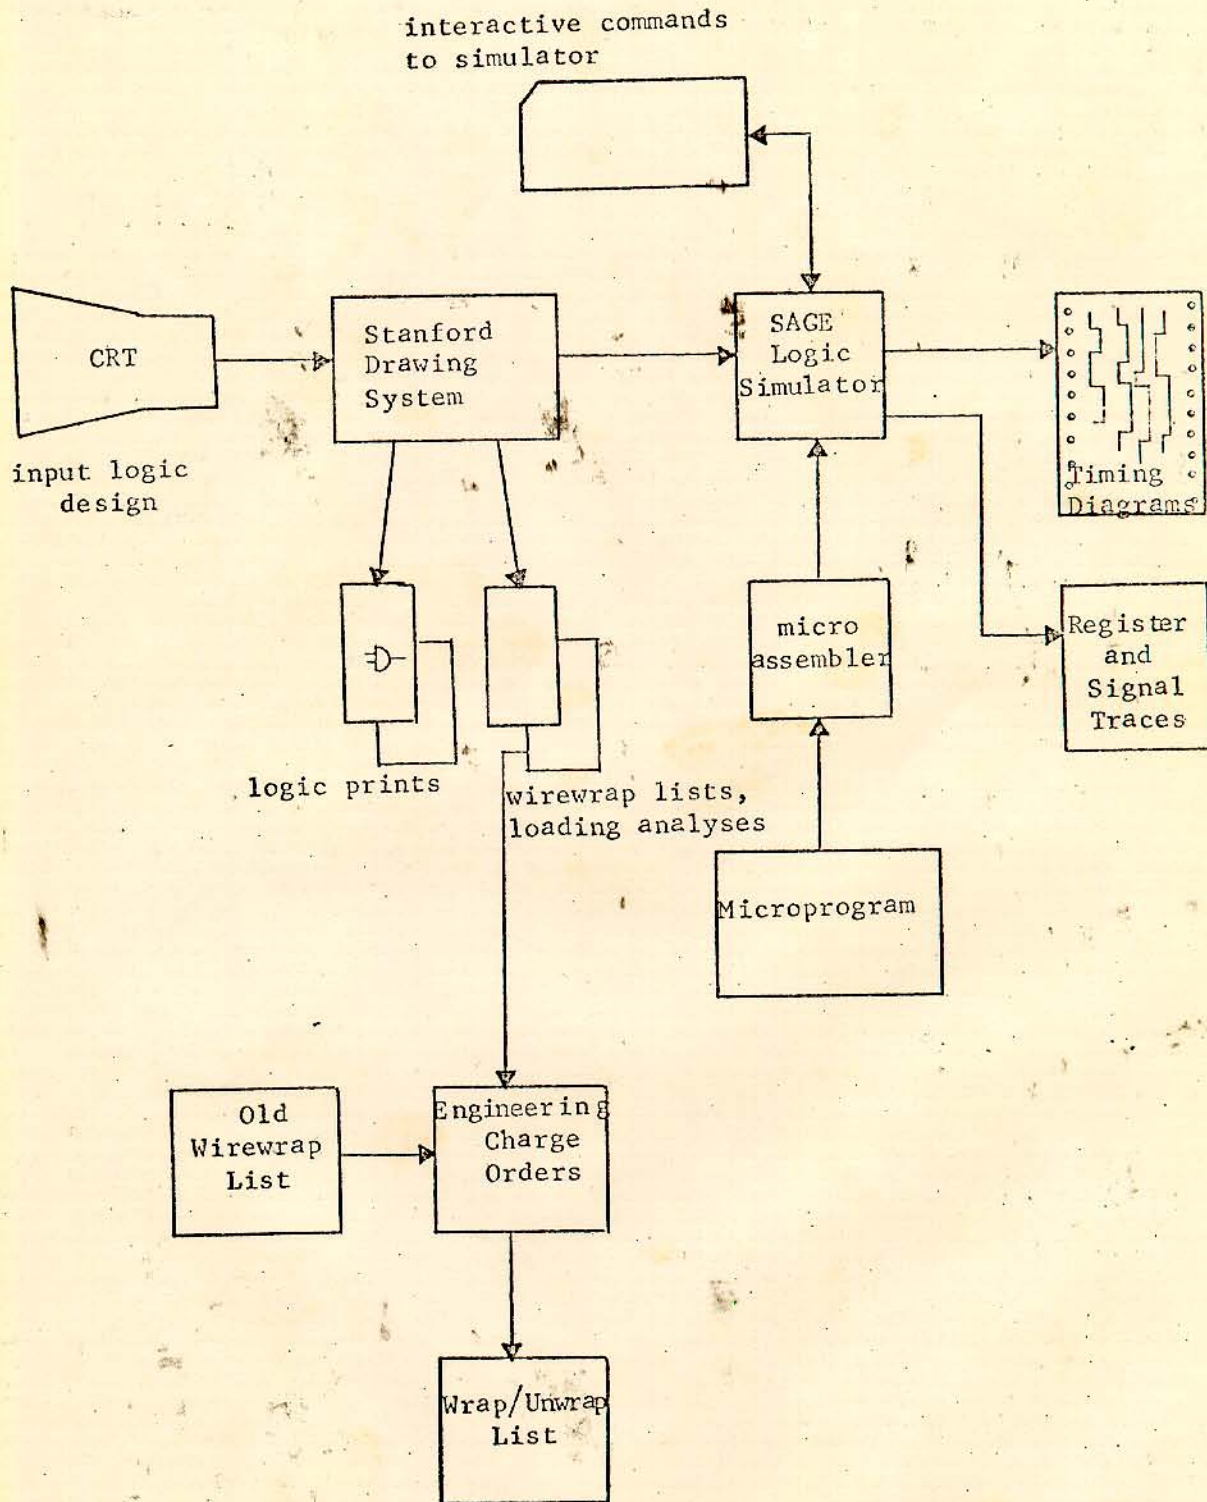 interactive commands
to simulator
CRT
input logic
design
Stanford
Drawing
System
SAGE
Logic
Simulator
Timing
Diagrams
logic prints
wirewrap lists,
loading analyses
micro
assembler
Register
and
Signal
Traces
Microprogram
Old
Wirewrap
List
Engineering
Charge
Orders
Wrap/Unwrap
List